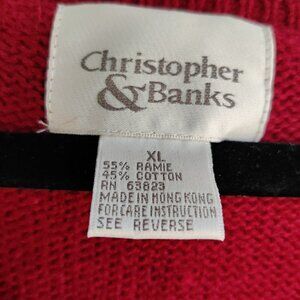 Christopher
& Banks
XL
55% RAMIE
45% COTTON
RN 63823
MADE IN HONG KONG
FOR CARE INSTRUCTION
SEE REVERSE